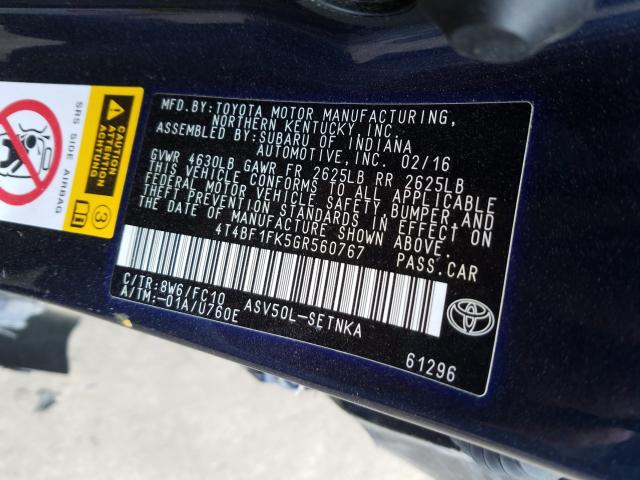 SRS SIDE AIRBAG
ATTENTION
ACHTUNG
3
MFD.BY:TOYOTA MOTOR MANUFACTURING,
NORTHERN KENTUCKY, INC.
ASSEMBLED BY:SUBARU OF INDIANA
AUTOMOTIVE,INC. 02/16
GVWR 4630LB GAWR FR 2625LB RR 2625LB
THIS VEHICLE CONFORMS TO ALL APPLICABLE
FEDERAL MOTOR VEHICLE SAFETY, BUMPER AND
THEFT PREVENTION STANDARDS IN EFFECT ON
THE DATE OF MANUFACTURE SHOWN ABOVE.
4T4BF1FK5GR560767 PASS.CAR
C/TR:8W6/FC10
A/TM:-01A/U760E
ASV50L-SETNKA
61296